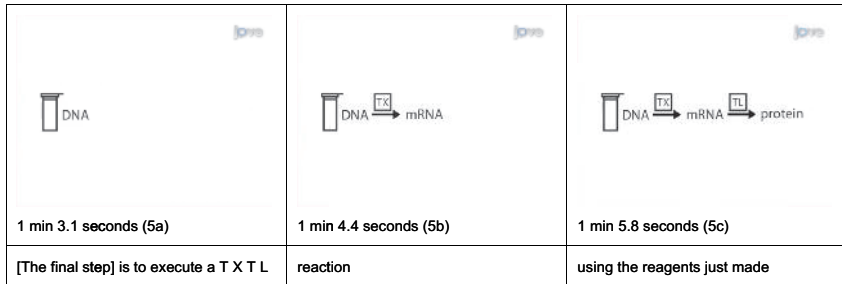 jove
DNA
1 min 3.1 seconds (5a)
[The final step] is to execute a T X T L
jove
DNA TX mRNA
1 min 4.4 seconds (5b)
reaction
jove
DNA TX mRNA TL protein
1 min 5.8 seconds (5c)
using the reagents just made